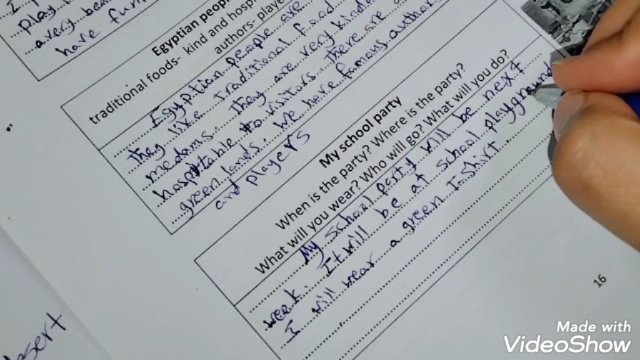 play
a very bea
have fur
Egyptian peop
traditional foods- kind and hosp
authors- playe
Egyptian people are
they like traditional food
medams. they are very kind
hospitable to visitors. there are
green lands. we have famous author
and players
My school party
When is the party? Where is the party?
What will you wear? Who will go? What will you do?
My school party will be next
week. It will be at school playground
I will wear a green T-shirt
16
desert
Made with
VideoShow